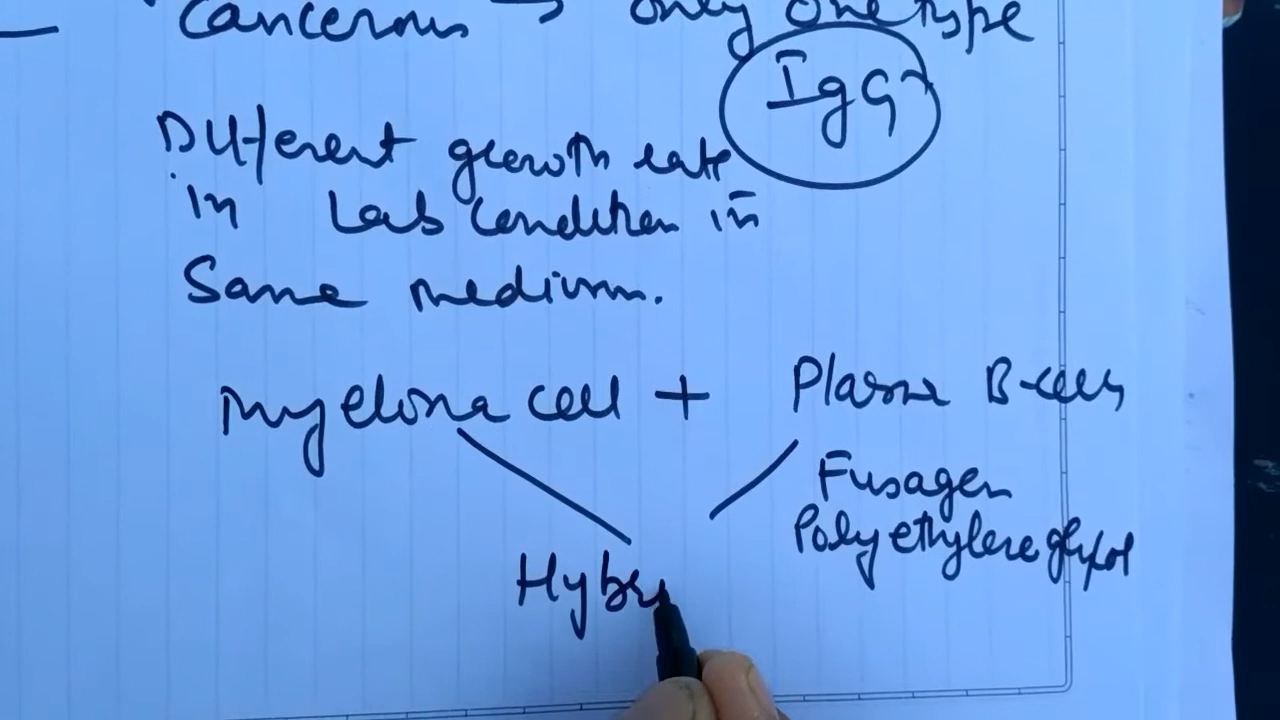 Cancerous → only one type
IgG
Different growth rate
in Lab condition in
Same medium.
Myeloma cell + Plasma B-cells
Fusagen
Polyethylene glycol
Hybr